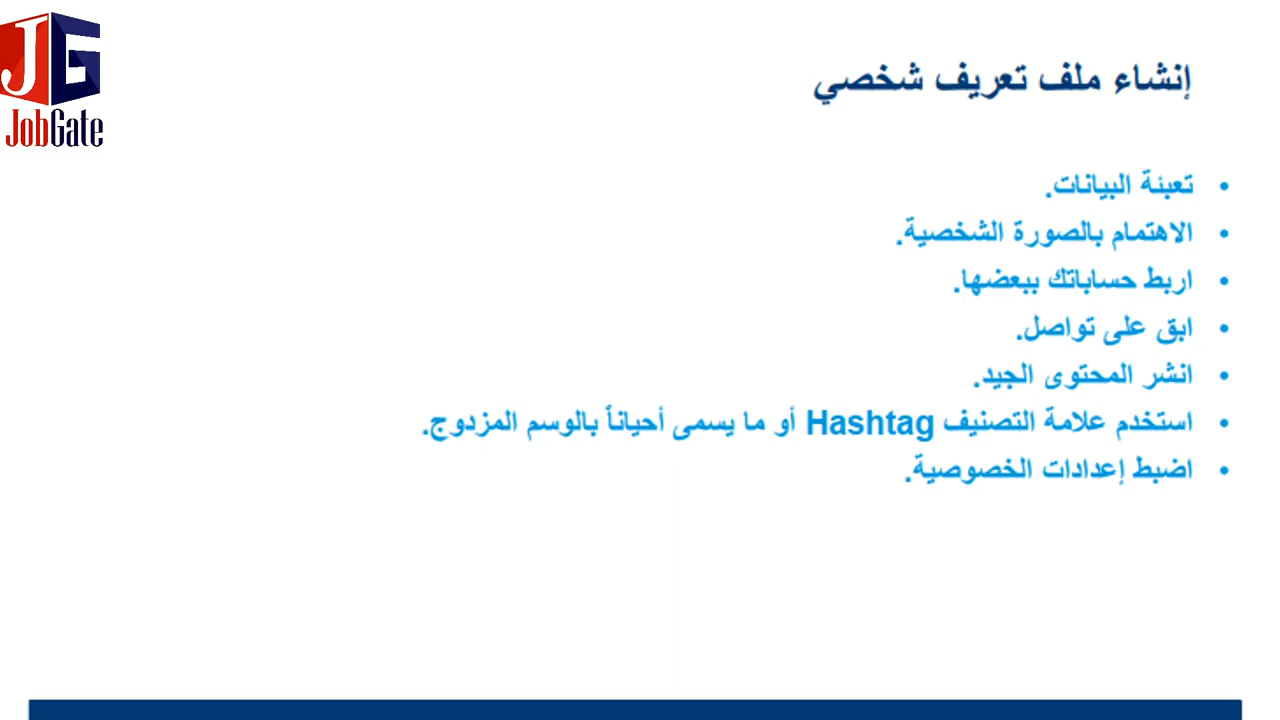 JG
JobGate
إنشاء ملف تعريف شخصي
• تعبئة البيانات.
• الاهتمام بالصورة الشخصية.
• اربط حساباتك ببعضها.
• ابق على تواصل.
• انشر المحتوى الجيد.
• استخدم علامة التصنيف Hashtag أو ما يسمى أحياناً بالوسم المزدوج.
• اضبط إعدادات الخصوصية.